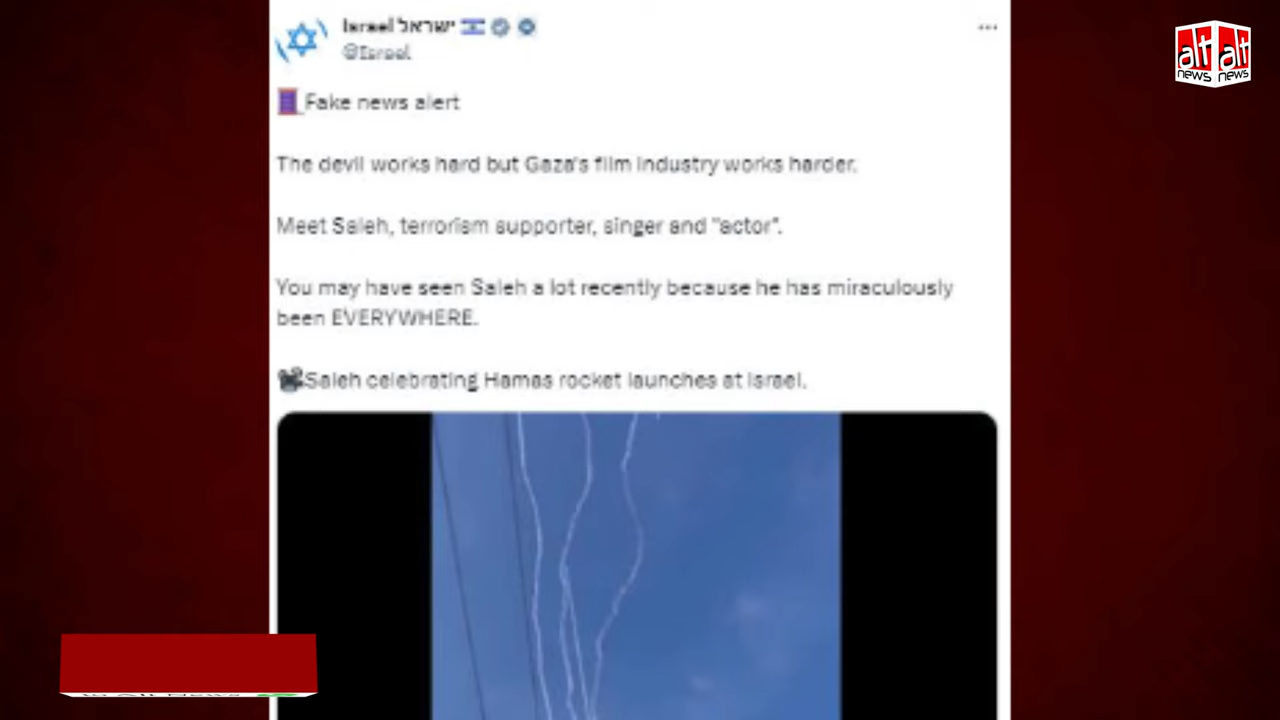 Israel ישראל
@Israel
Fake news alert
The devil works hard but Gaza's film industry works harder.
Meet Saleh, terrorism supporter, singer and "actor".
You may have seen Saleh a lot recently because he has miraculously
been EVERYWHERE.
Saleh celebrating Hamas rocket launches at Israel.
alt alt
news news